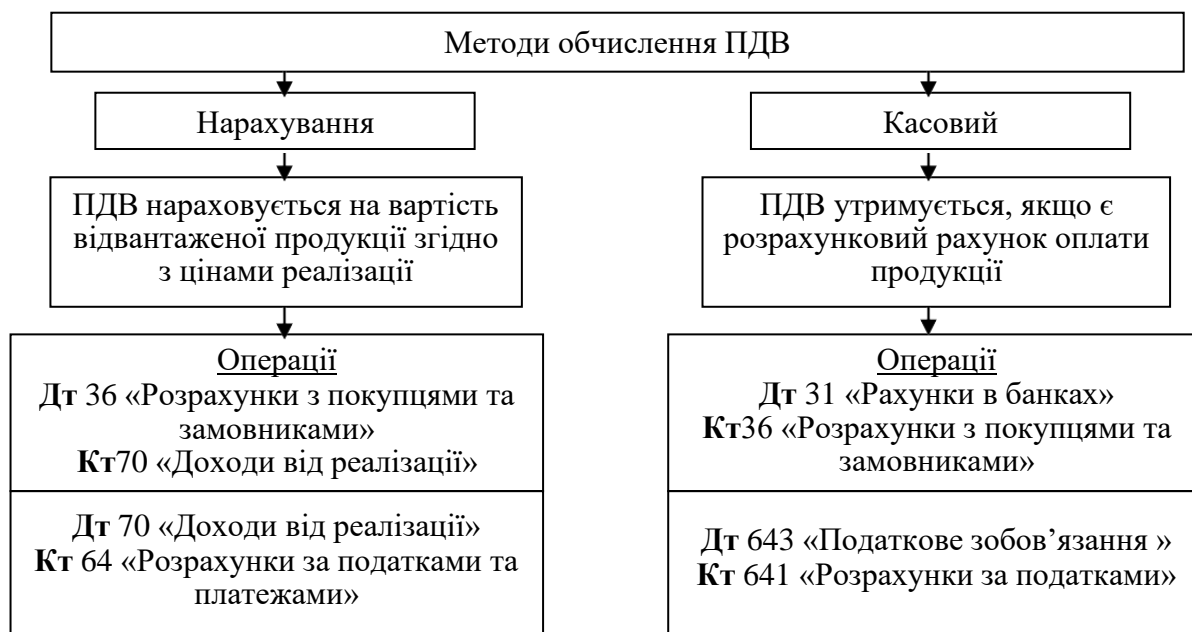 Методи обчислення ПДВ
Нарахування
Касовий
ПДВ нараховується на вартість
відвантаженої продукції згідно
з цінами реалізації
ПДВ утримується, якщо є
розрахунковий рахунок оплати
продукції
Операції
Дт 36 «Розрахунки з покупцями та
замовниками»
Кт70 «Доходи від реалізації»
Дт 70 «Доходи від реалізації»
Кт 64 «Розрахунки за податками та
платежами»
Операції
Дт 31 «Рахунки в банках»
Кт36 «Розрахунки з покупцями та
замовниками»
Дт 643 «Податкове зобов’язання »
Кт 641 «Розрахунки за податками»